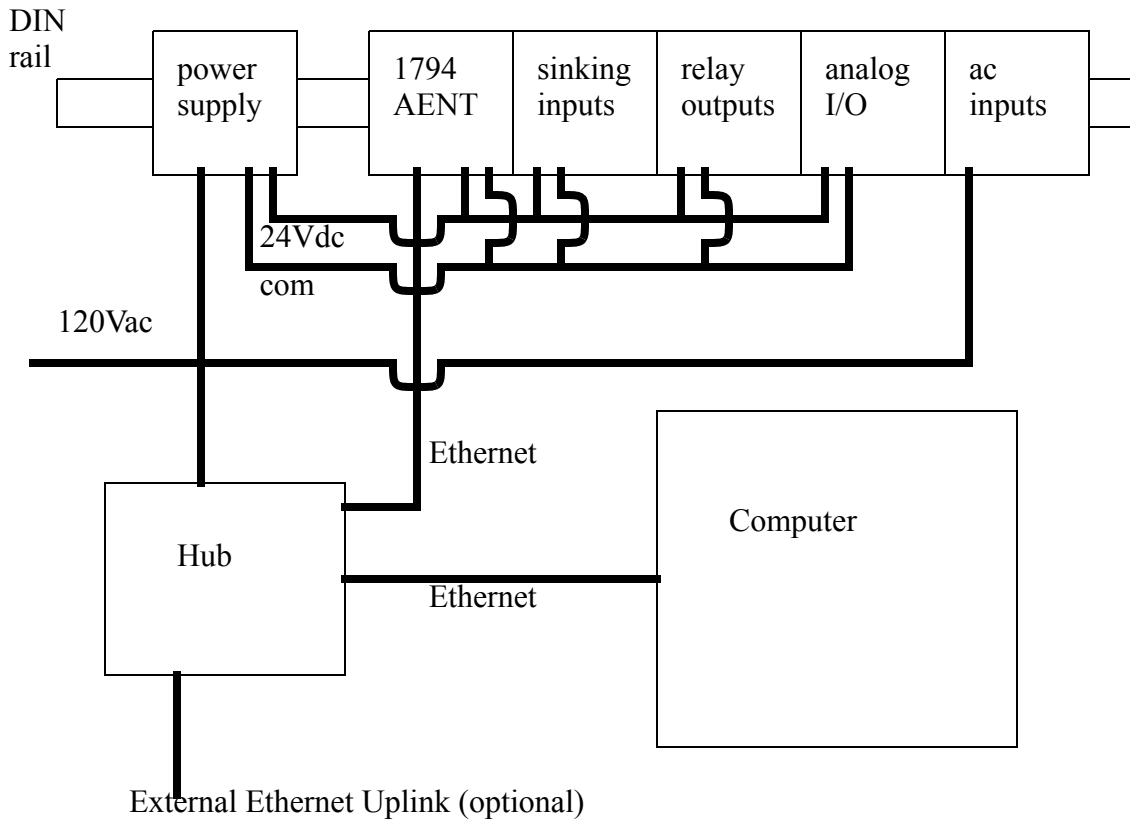 DIN
rail
power
supply
1794
AENT
sinking
inputs
relay
outputs
analog
I/O
ac
inputs
24Vdc
com
120Vac
Ethernet
Computer
Hub
Ethernet
External Ethernet Uplink (optional)